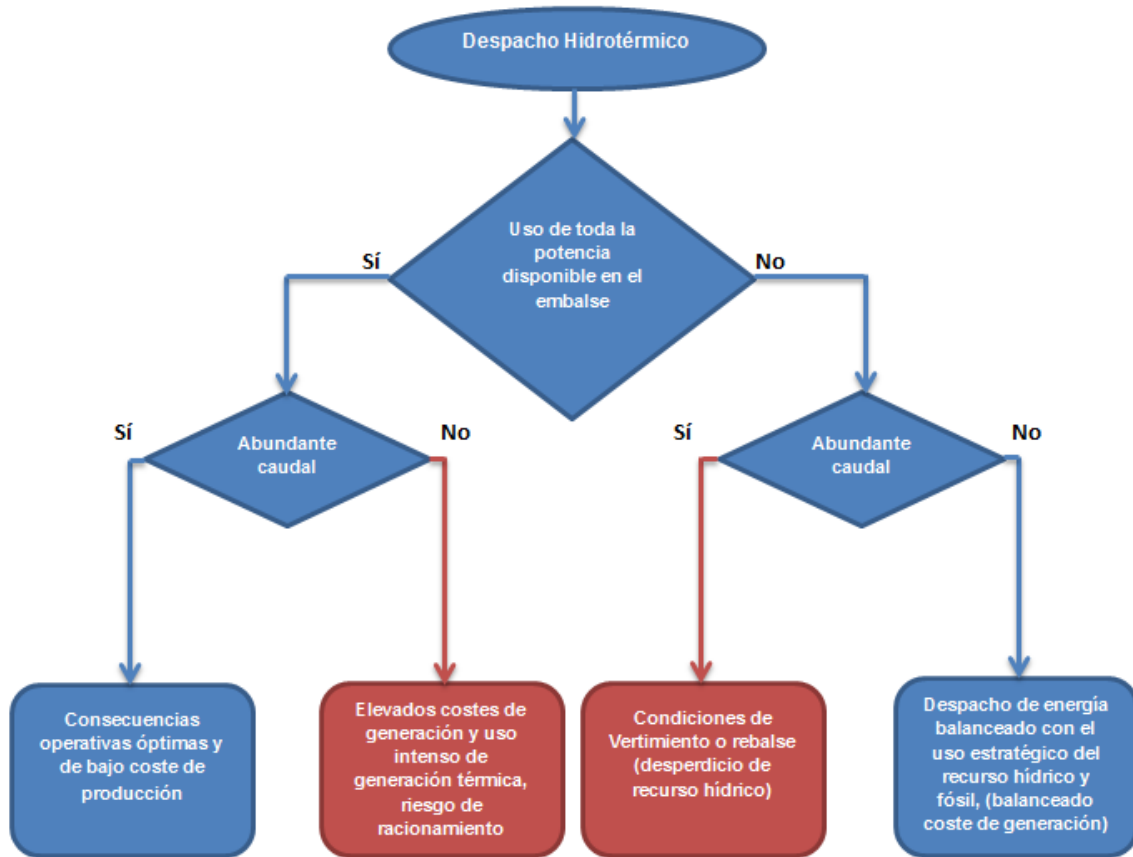 Despacho Hidrotérmico
Uso de toda la
potencia
disponible en el
embalse
Sí
No
Abundante
caudal
Sí
No
Abundante
caudal
Sí
No
Consecuencias
operativas óptimas y
de bajo coste de
producción
Elevados costes de
generación y uso
intenso de
generación térmica,
riesgo de
racionamiento
Condiciones de
Vertimiento o rebalse
(desperdicio de
recurso hídrico)
Despacho de energía
balanceado con el
uso estratégico del
recurso hídrico y
fósil, (balanceado
coste de generación)